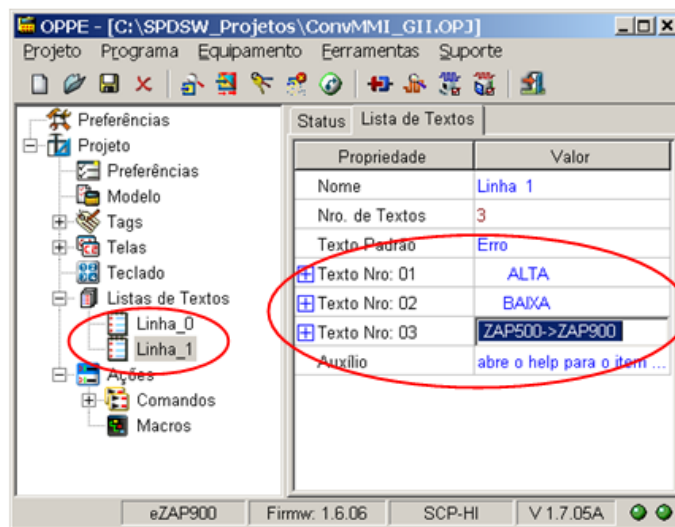 OPPE - [C:\SPDSW_Projetos\ConvMMI_GII.OPJ]
Projeto Programa Equipamento Ferramentas Suporte
Preferências
Projeto
Preferências
Modelo
Tags
Telas
Teclado
Listas de Textos
Linha_0
Linha_1
Ações
Comandos
Macros
Status Lista de Textos
Propriedade Valor
Nome Linha 1
Nro. de Textos 3
Texto Padrão Erro
Texto Nro: 01 ALTA
Texto Nro: 02 BAIXA
Texto Nro: 03 ZAP500->ZAP900
Auxílio abre o help para o item ...
eZAP900 Firmw: 1.6.06 SCP-HI V 1.7.05A